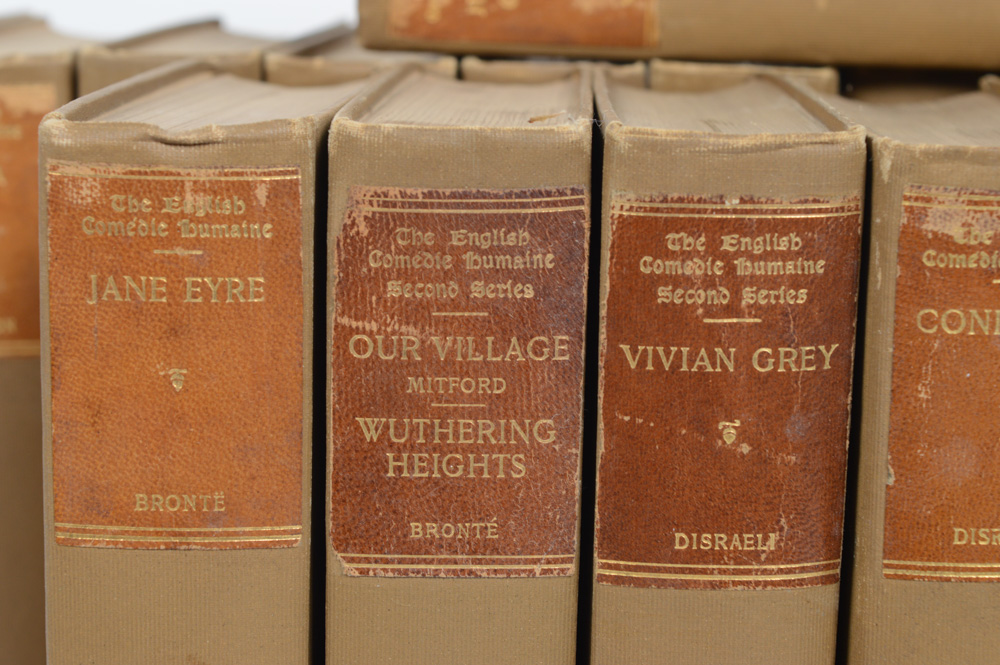 The English
Comédie Humaine
JANE EYRE
BRONTË
The English
Comédie Humaine
Second Series
OUR VILLAGE
MITFORD
WUTHERING
HEIGHTS
BRONTÉ
The English
Comédie Humaine
Second Series
VIVIAN GREY
DISRAELI